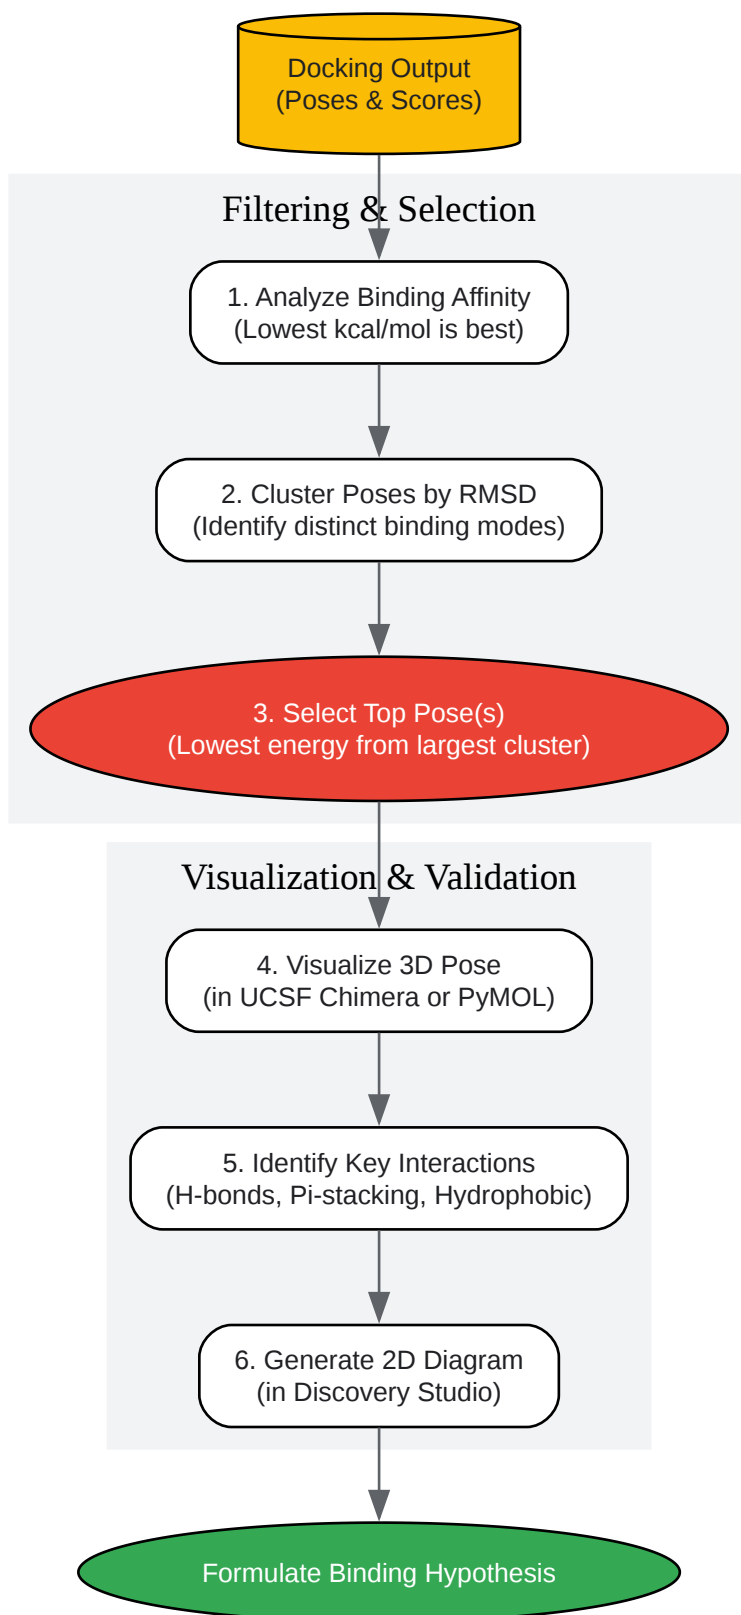 Docking Output
(Poses & Scores)
Filtering & Selection
1. Analyze Binding Affinity
(Lowest kcal/mol is best)
2. Cluster Poses by RMSD
(Identify distinct binding modes)
3. Select Top Pose(s)
(Lowest energy from largest cluster)
Visualization & Validation
4. Visualize 3D Pose
(in UCSF Chimera or PyMOL)
5. Identify Key Interactions
(H-bonds, Pi-stacking, Hydrophobic)
6. Generate 2D Diagram
(in Discovery Studio)
Formulate Binding Hypothesis